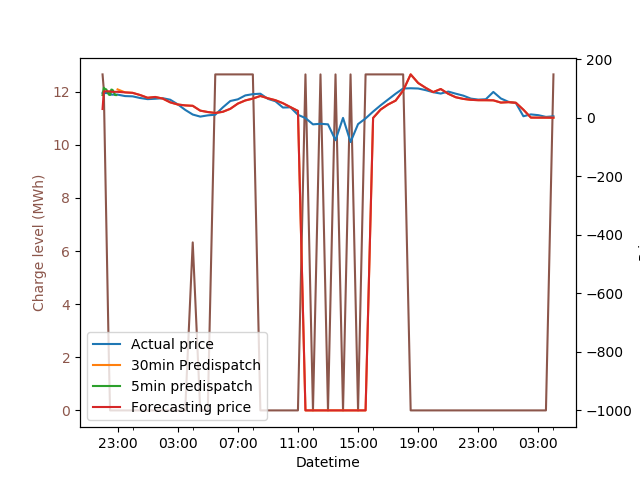 200
12
0
10
−200
8
−400
6
−600
4
−800
2
−1000
0
Charge level (MWh)
Actual price
30min Predispatch
5min predispatch
Forecasting price
23:00 03:00 07:00 11:00 15:00 19:00 23:00 03:00
Datetime